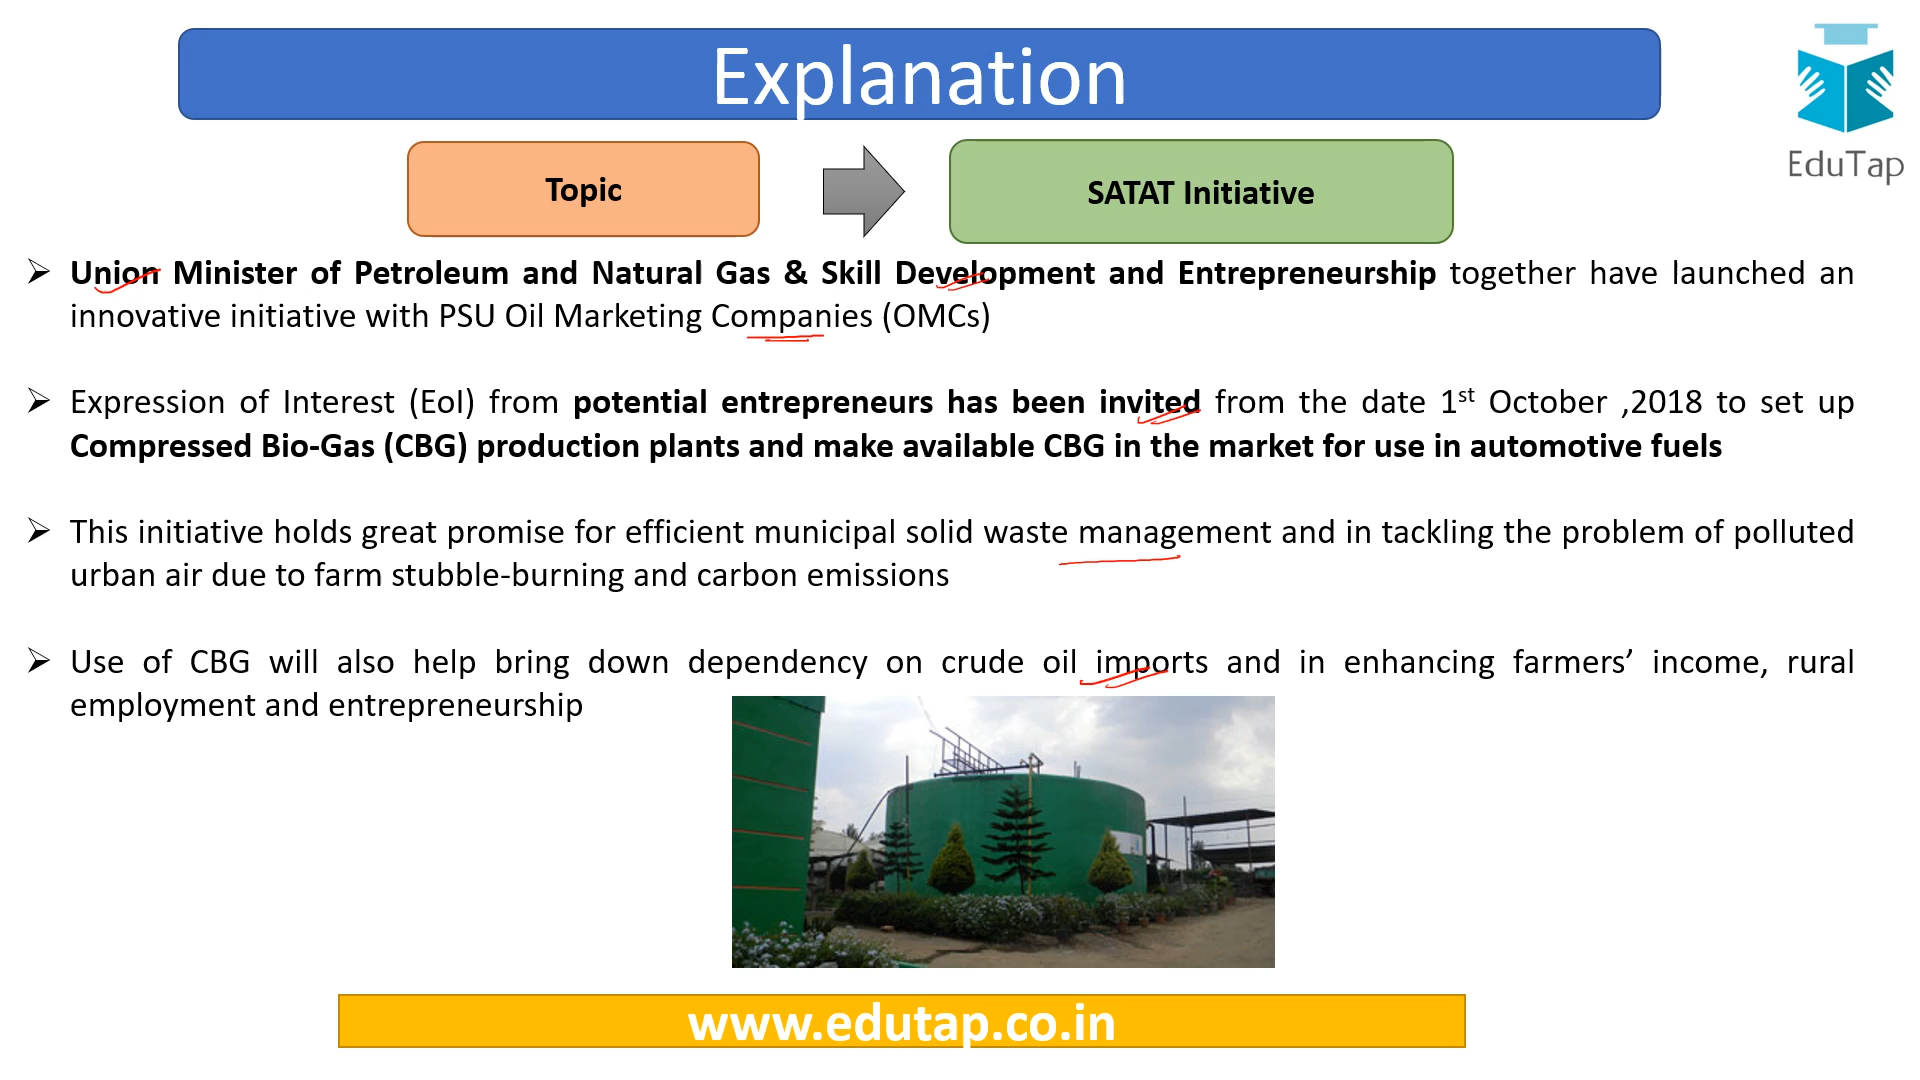 Explanation
EduTap
Topic
SATAT Initiative
➢ Union Minister of Petroleum and Natural Gas & Skill Development and Entrepreneurship together have launched an
innovative initiative with PSU Oil Marketing Companies (OMCs)
➢ Expression of Interest (EoI) from potential entrepreneurs has been invited from the date 1st October ,2018 to set up
Compressed Bio-Gas (CBG) production plants and make available CBG in the market for use in automotive fuels
➢ This initiative holds great promise for efficient municipal solid waste management and in tackling the problem of polluted
urban air due to farm stubble-burning and carbon emissions
➢ Use of CBG will also help bring down dependency on crude oil imports and in enhancing farmers’ income, rural
employment and entrepreneurship
www.edutap.co.in